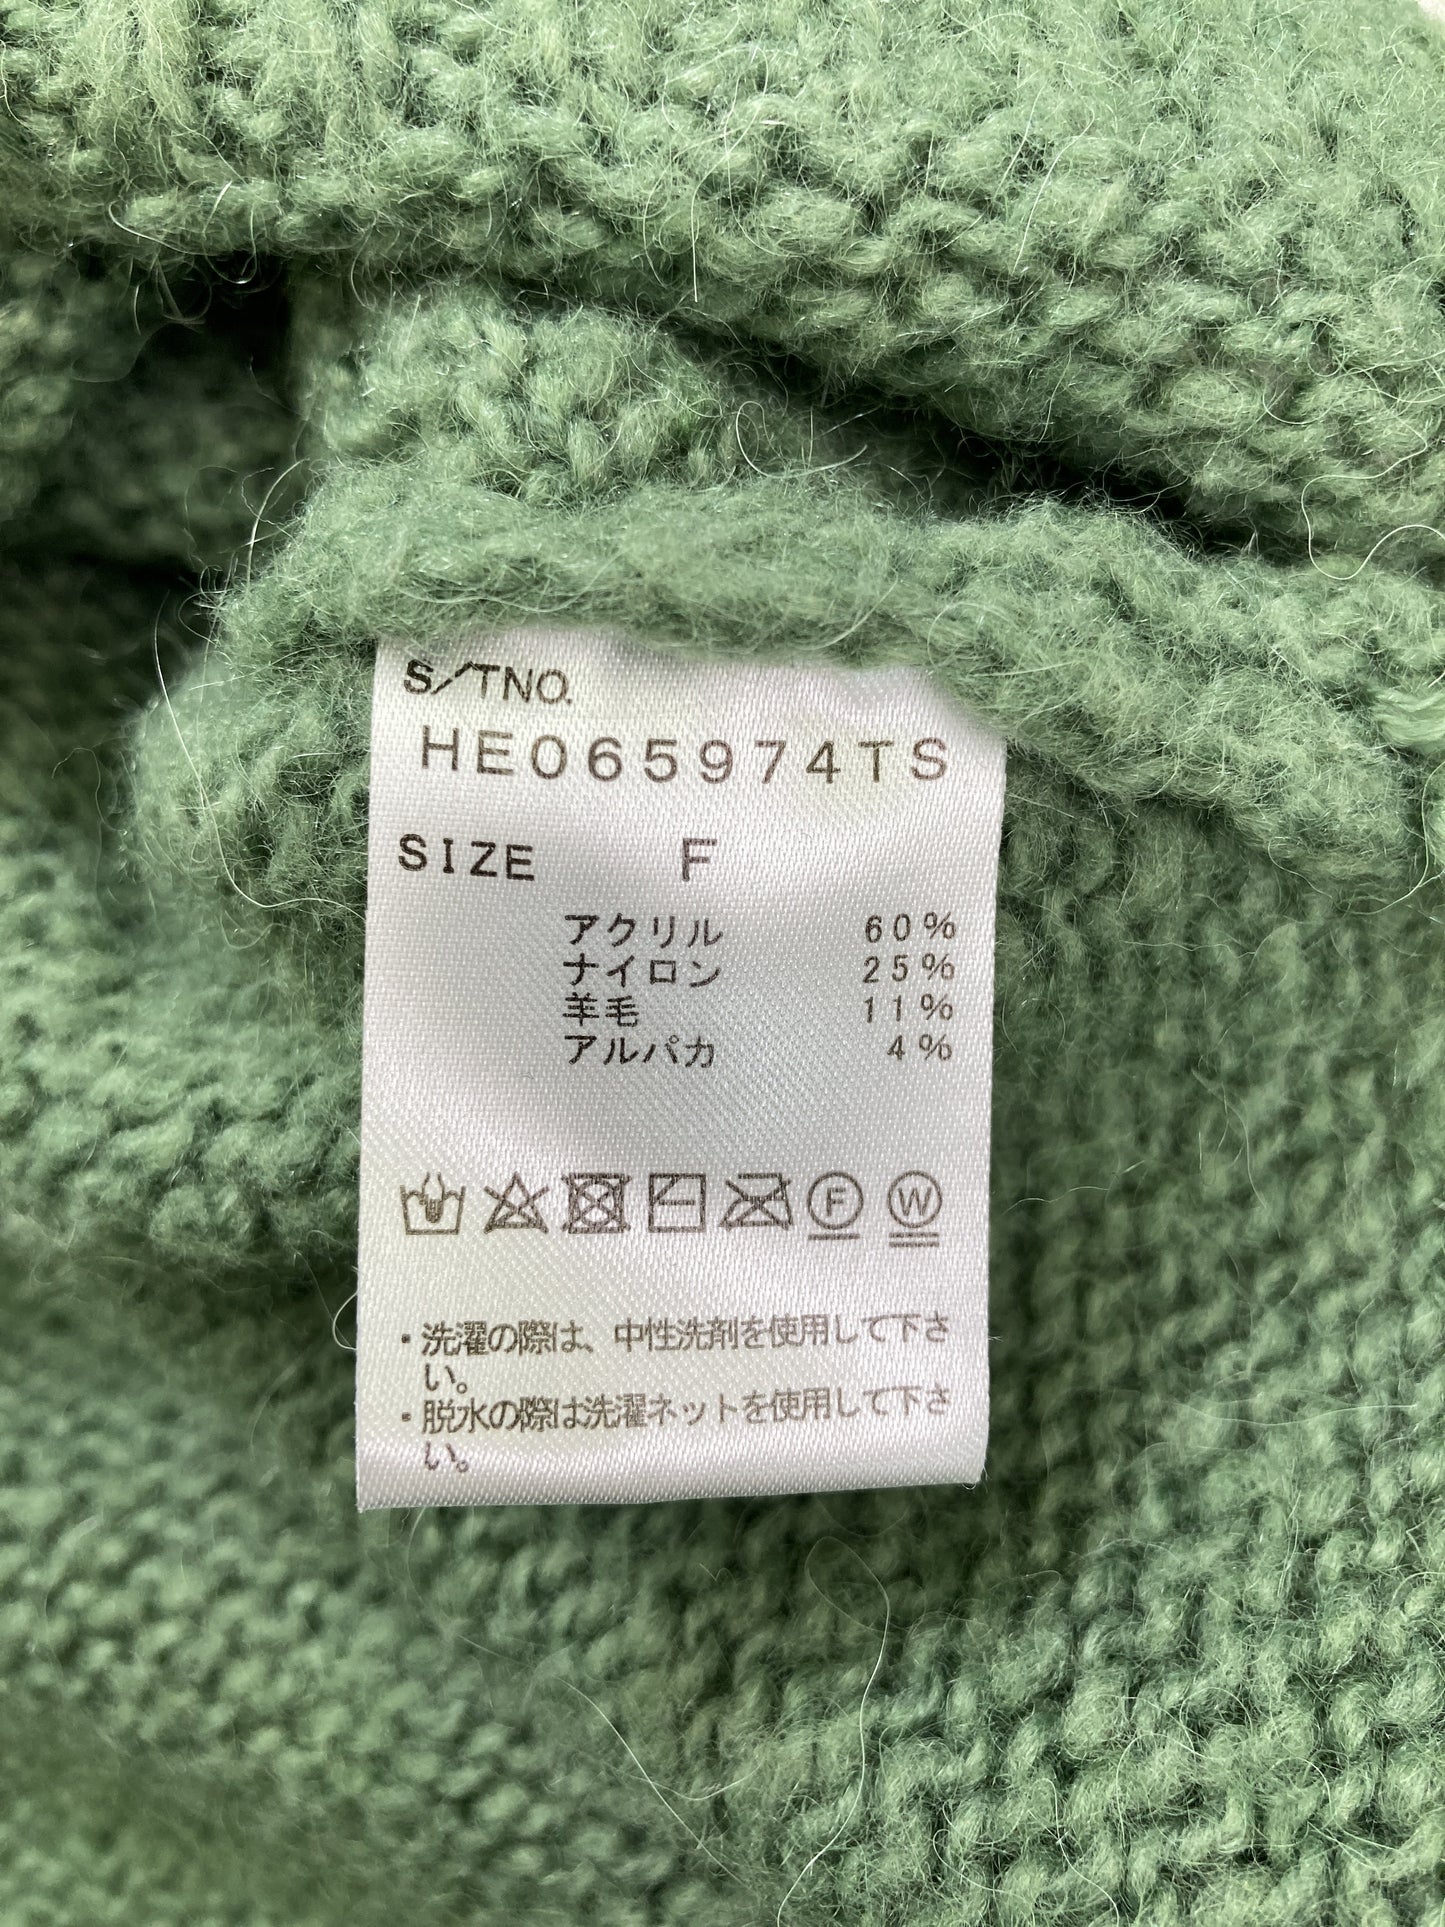 S/TNO.
HE065974TS
SIZE F
アクリル 60%
ナイロン 25%
羊毛 11%
アルパカ 4%
F W
・洗濯の際は、中性洗剤を使用して下さ
い。
・脱水の際は洗濯ネットを使用して下さ
い。